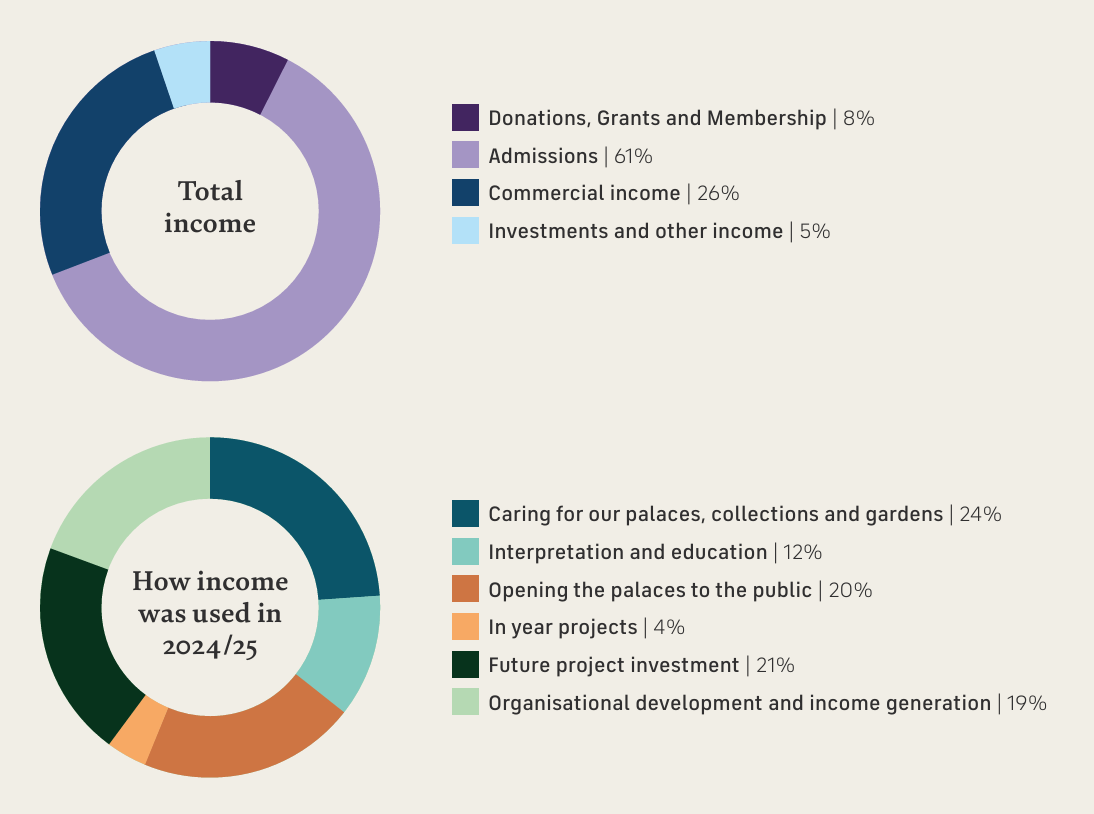 Total
income
Donations, Grants and Membership | 8%
Admissions | 61%
Commercial income | 26%
Investments and other income | 5%
How income
was used in
2024/25
Caring for our palaces, collections and gardens | 24%
Interpretation and education | 12%
Opening the palaces to the public | 20%
In year projects | 4%
Future project investment | 21%
Organisational development and income generation | 19%